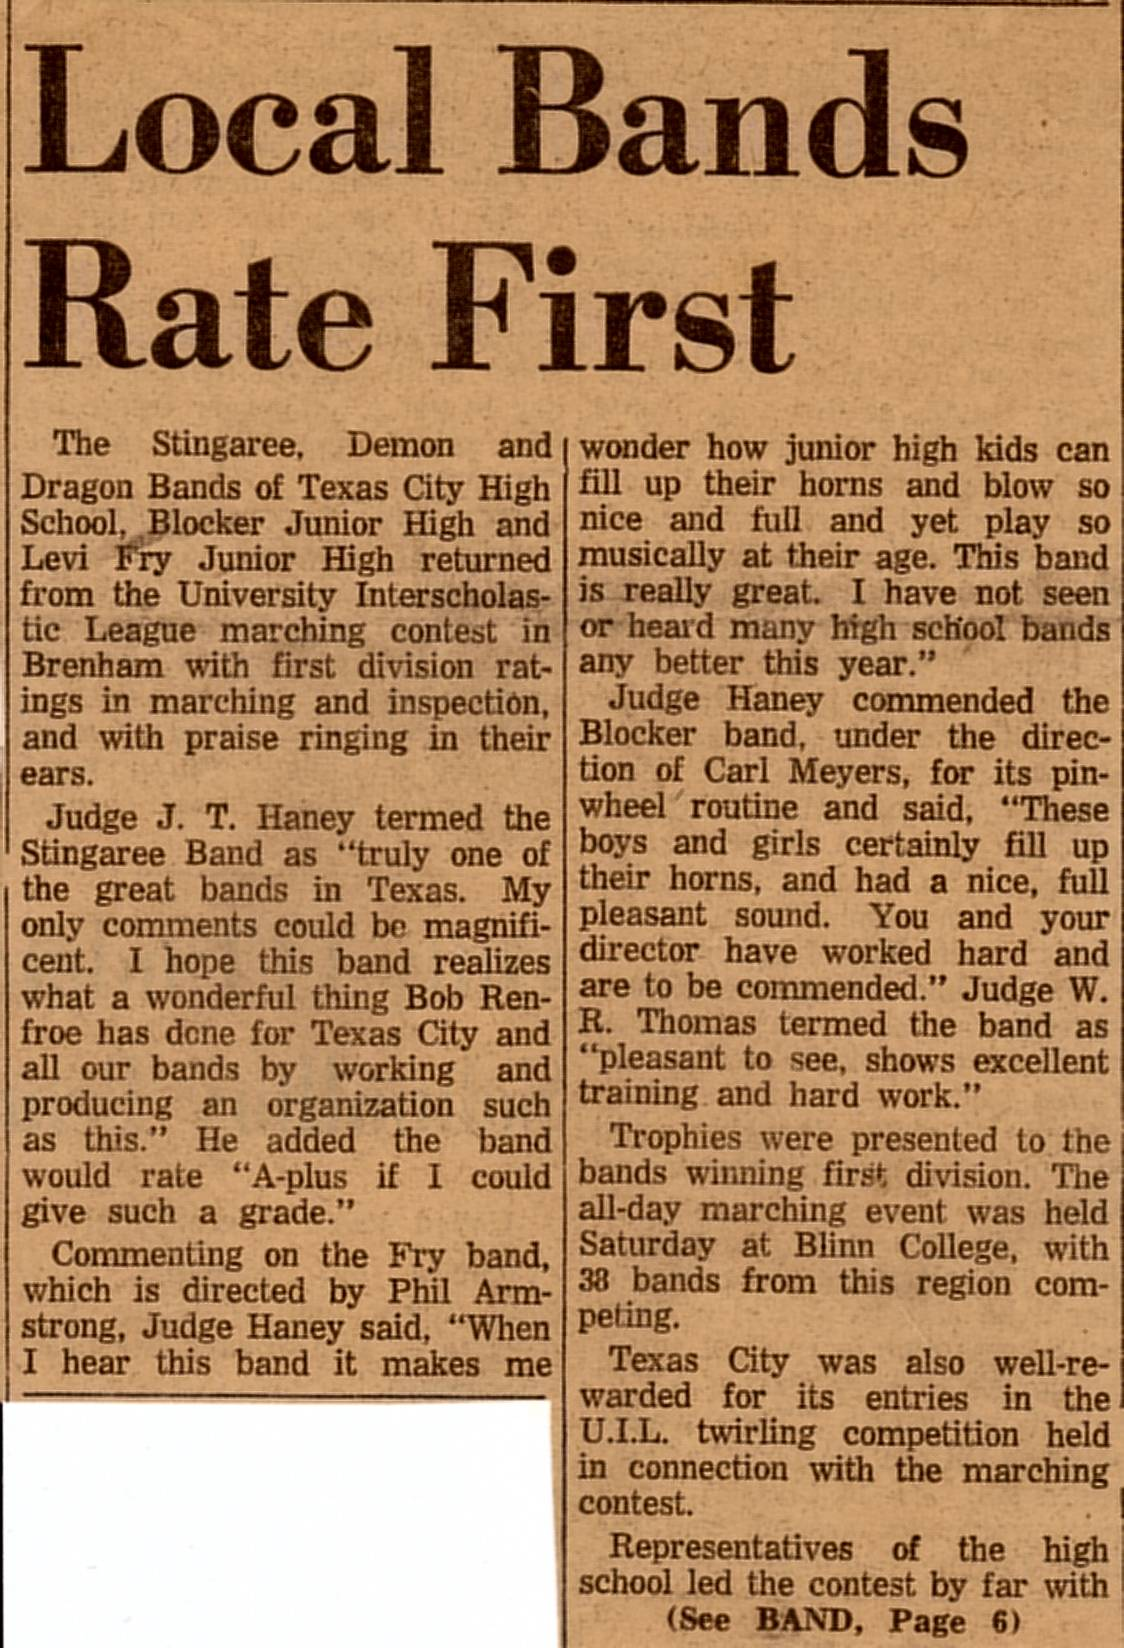 Local Bands
Rate First
The Stingaree, Demon and
Dragon Bands of Texas City High
School, Blocker Junior High and
Levi Fry Junior High returned
from the University Interscholas-
tic League marching contest in
Brenham with first division rat-
ings in marching and inspection,
and with praise ringing in their
ears.
Judge J. T. Haney termed the
Stingaree Band as "truly one of
the great bands in Texas. My
only comments could be magnifi-
cent. I hope this band realizes
what a wonderful thing Bob Ren-
froe has done for Texas City and
all our bands by working and
producing an organization such
as this." He added the band
would rate "A-plus if I could
give such a grade."
Commenting on the Fry band,
which is directed by Phil Arm-
strong, Judge Haney said, "When
I hear this band it makes me
wonder how junior high kids can
fill up their horns and blow so
nice and full and yet play so
musically at their age. This band
is really great. I have not seen
or heard many high school bands
any better this year."
Judge Haney commended the
Blocker band, under the direc-
tion of Carl Meyers, for its pin-
wheel routine and said, "These
boys and girls certainly fill up
their horns, and had a nice, full
pleasant sound. You and your
director have worked hard and
are to be commended." Judge W.
R. Thomas termed the band as
"pleasant to see, shows excellent
training and hard work."
Trophies were presented to the
bands winning first division. The
all-day marching event was held
Saturday at Blinn College, with
38 bands from this region com-
peting.
Texas City was also well-re-
warded for its entries in the
U.I.L. twirling competition held
in connection with the marching
contest.
Representatives of the high
school led the contest by far with
(See BAND, Page 6)